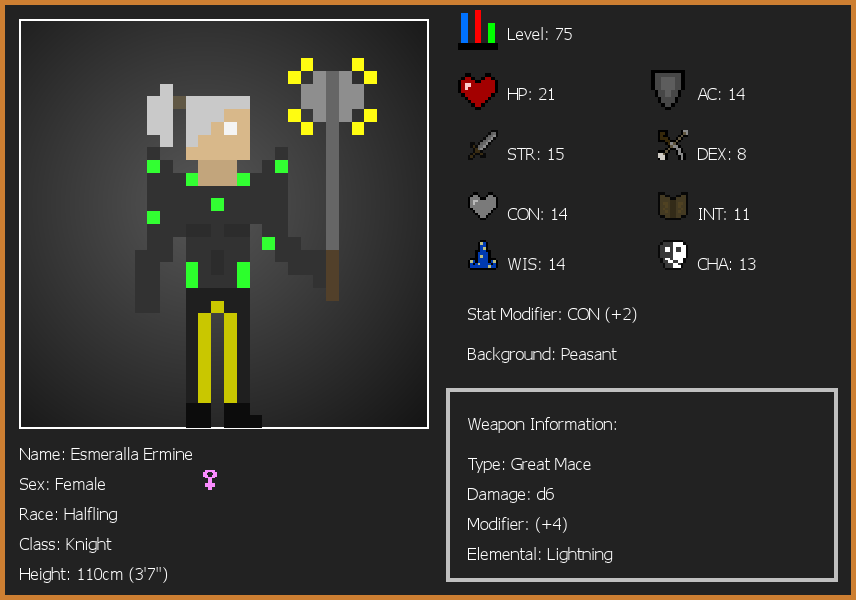 Level: 75
HP: 21
AC: 14
STR: 15
DEX: 8
CON: 14
INT: 11
WIS: 14
CHA: 13
Stat Modifier: CON (+2)
Background: Peasant
Weapon Information:
Type: Great Mace
Damage: d6
Modifier: (+4)
Elemental: Lightning
Name: Esmeralla Ermine
Sex: Female
Race: Halfling
Class: Knight
Height: 110cm (3'7")